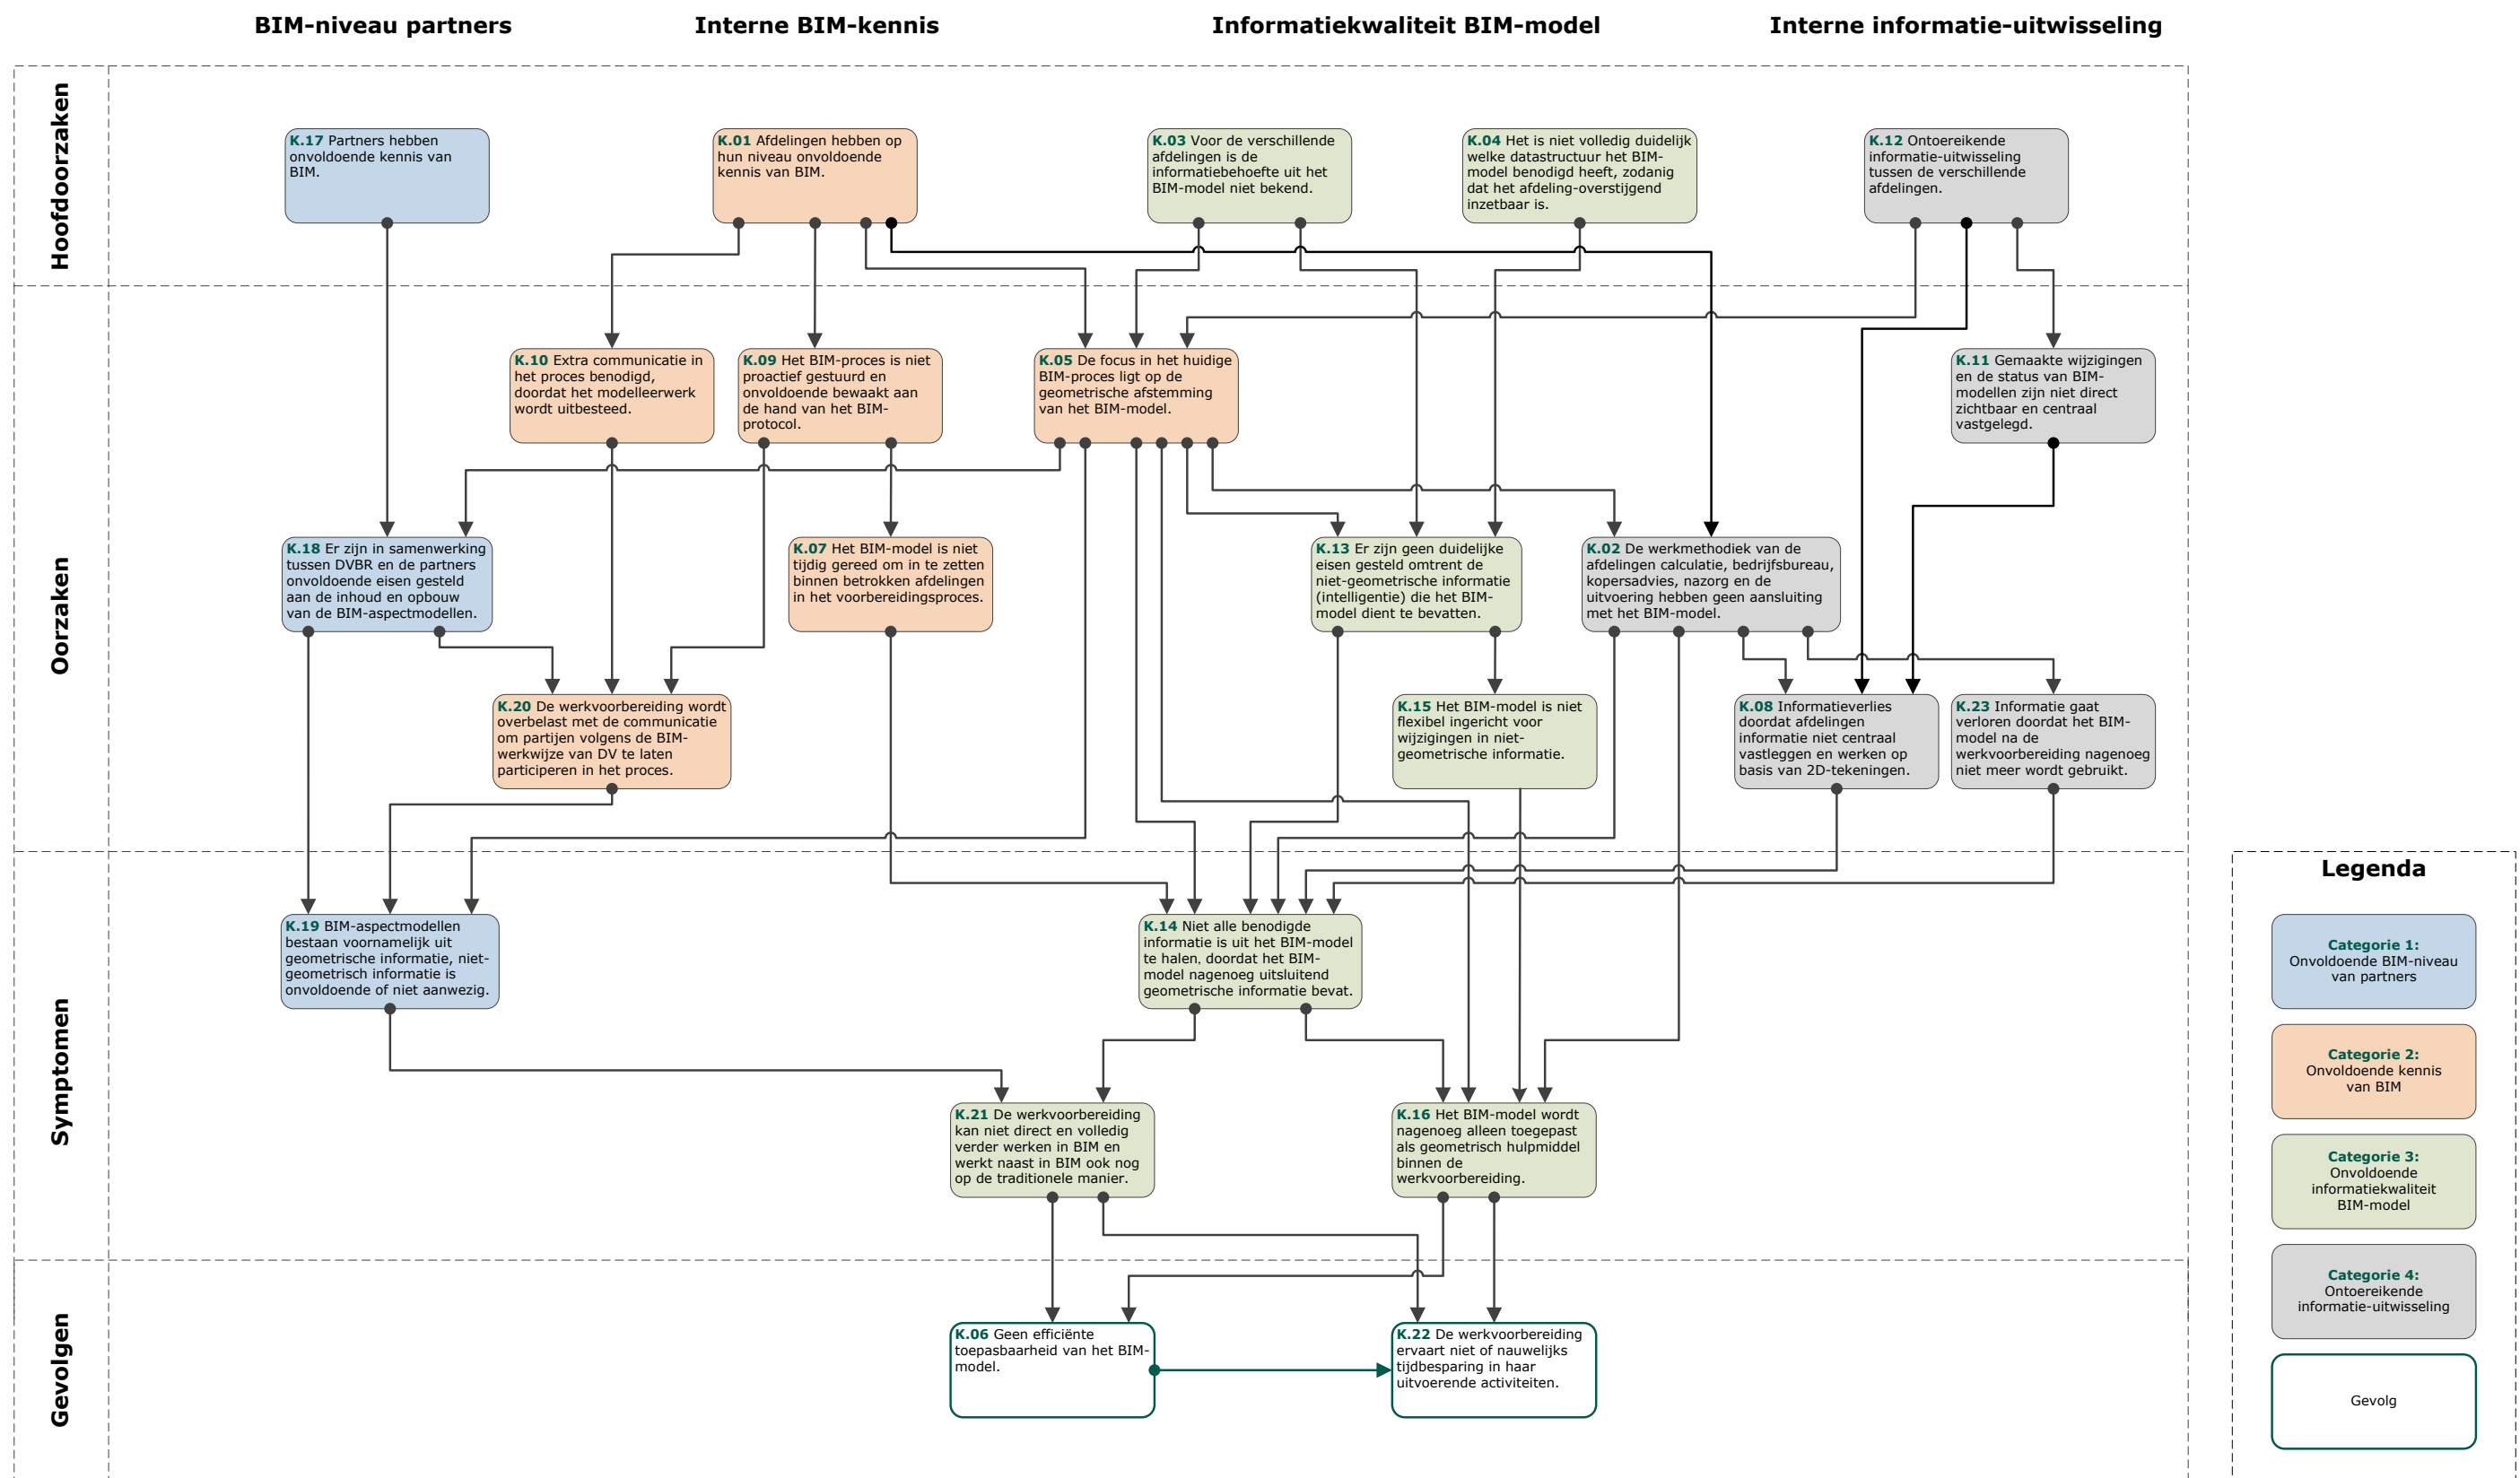 BIM-niveau partners
Interne BIM-kennis
Informatiekwaliteit BIM-model
Interne informatie-uitwisseling
Hoofdoorzaken
K.17 Partners hebben
onvoldoende kennis van
BIM.
K.01 Afdelingen hebben op
hun niveau onvoldoende
kennis van BIM.
K.03 Voor de verschillende
afdelingen is de
informatiebehoefte uit het
BIM-model niet bekend.
K.04 Het is niet volledig duidelijk
welke datastructuur het BIM-
model benodigd heeft, zodanig
dat het afdeling-overstijgend
inzetbaar is.
K.12 Ontoereikende
informatie-uitwisseling
tussen de verschillende
afdelingen.
Oorzaken
K.10 Extra communicatie in
het proces benodigd,
doordat het modelleerwerk
wordt uitbesteed.
K.09 Het BIM-proces is niet
proactief gestuurd en
onvoldoende bewaakt aan
de hand van het BIM-
protocol.
K.05 De focus in het huidige
BIM-proces ligt op de
geometrische afstemming
van het BIM-model.
K.11 Gemaakte wijzigingen
en de status van BIM-
modellen zijn niet direct
zichtbaar en centraal
vastgelegd.
K.18 Er zijn in samenwerking
tussen DVBR en de partners
onvoldoende eisen gesteld
aan de inhoud en opbouw
van de BIM-aspectmodellen.
K.07 Het BIM-model is niet
tijdig gereed om in te zetten
binnen betrokken afdelingen
in het voorbereidingsproces.
K.13 Er zijn geen duidelijke
eisen gesteld omtrent de
niet-geometrische informatie
(intelligentie) die het BIM-
model dient te bevatten.
K.02 De werkmethodiek van de
afdelingen calculatie, bedrijfsbureau,
kopersadvies, nazorg en de
uitvoering hebben geen aansluiting
met het BIM-model.
K.20 De werkvoorbereiding wordt
overbelast met de communicatie
om partijen volgens de BIM-
werkwijze van DV te laten
participeren in het proces.
K.15 Het BIM-model is niet
flexibel ingericht voor
wijzigingen in niet-
geometrische informatie.
K.08 Informatieverlies
doordat afdelingen
informatie niet centraal
vastleggen en werken op
basis van 2D-tekeningen.
K.23 Informatie gaat
verloren doordat het BIM-
model na de
werkvoorbereiding nagenoeg
niet meer wordt gebruikt.
Symptomen
K.19 BIM-aspectmodellen
bestaan voornamelijk uit
geometrische informatie, niet-
geometrisch informatie is
onvoldoende of niet aanwezig.
K.14 Niet alle benodigde
informatie is uit het BIM-model
te halen, doordat het BIM-
model nagenoeg uitsluitend
geometrische informatie bevat.
K.21 De werkvoorbereiding
kan niet direct en volledig
verder werken in BIM en
werkt naast in BIM ook nog
op de traditionele manier.
K.16 Het BIM-model wordt
nagenoeg alleen toegepast
als geometrisch hulpmiddel
binnen de
werkvoorbereiding.
Gevolgen
K.06 Geen efficiënte
toepasbaarheid van het BIM-
model.
K.22 De werkvoorbereiding
ervaart niet of nauwelijks
tijdbesparing in haar
uitvoerende activiteiten.
Legenda
Categorie 1:
Onvoldoende BIM-niveau
van partners
Categorie 2:
Onvoldoende kennis
van BIM
Categorie 3:
Onvoldoende
informatiekwaliteit
BIM-model
Categorie 4:
Ontoereikende
informatie-uitwisseling
Gevolg